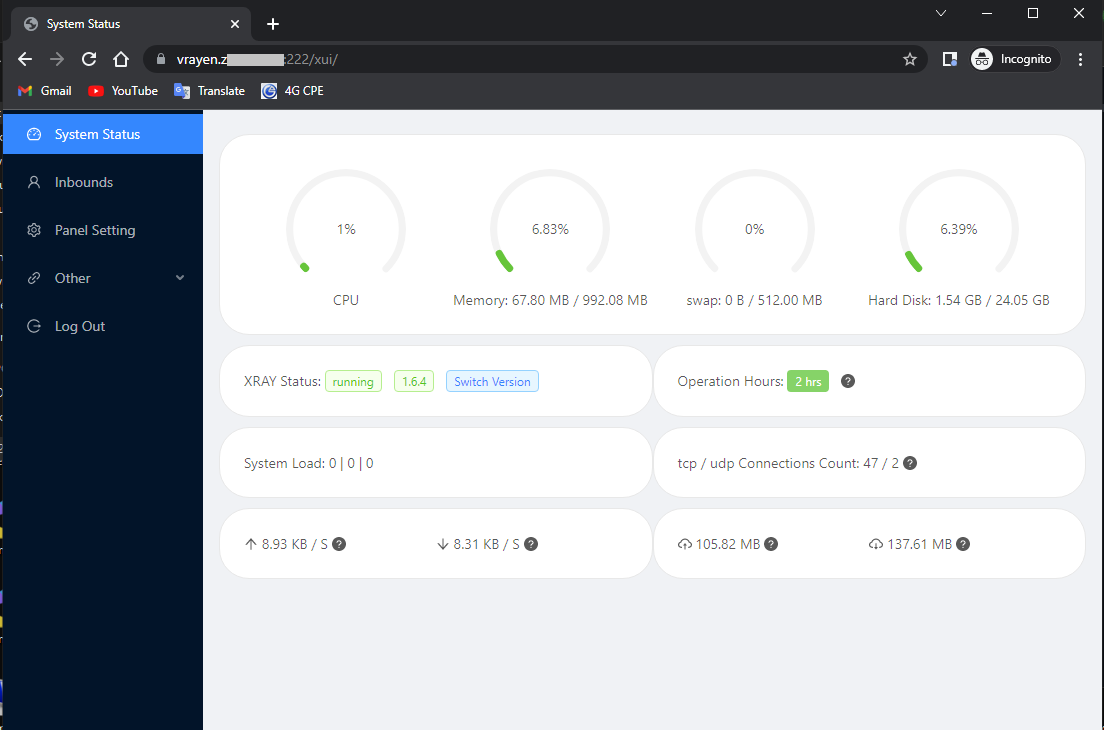 System Status
vrayen.z :222/xui/
Incognito
Gmail YouTube Translate 4G CPE
System Status
Inbounds
Panel Setting
Other
Log Out
1% 6.83% 0% 6.39%
CPU Memory: 67.80 MB / 992.08 MB swap: 0 B / 512.00 MB Hard Disk: 1.54 GB / 24.05 GB
XRAY Status: running 1.6.4 Switch Version Operation Hours: 2 hrs ?
System Load: 0 | 0 | 0 tcp / udp Connections Count: 47 / 2 ?
↑ 8.93 KB / S ? ↓ 8.31 KB / S ? 105.82 MB ? 137.61 MB ?